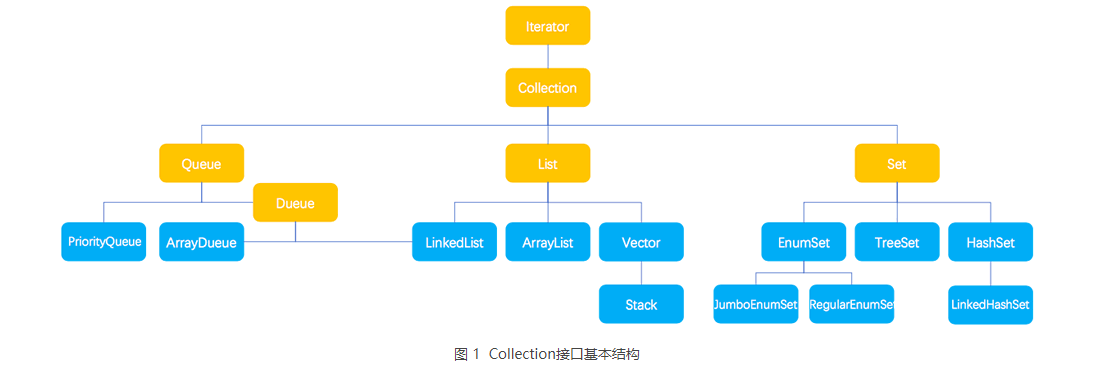 Iterator
Collection
Queue
List
Set
Dueue
PriorityQueue
ArrayDueue
LinkedList
ArrayList
Vector
EnumSet
TreeSet
HashSet
Stack
JumboEnumSet
RegularEnumSet
LinkedHashSet
图 1 Collection接口基本结构